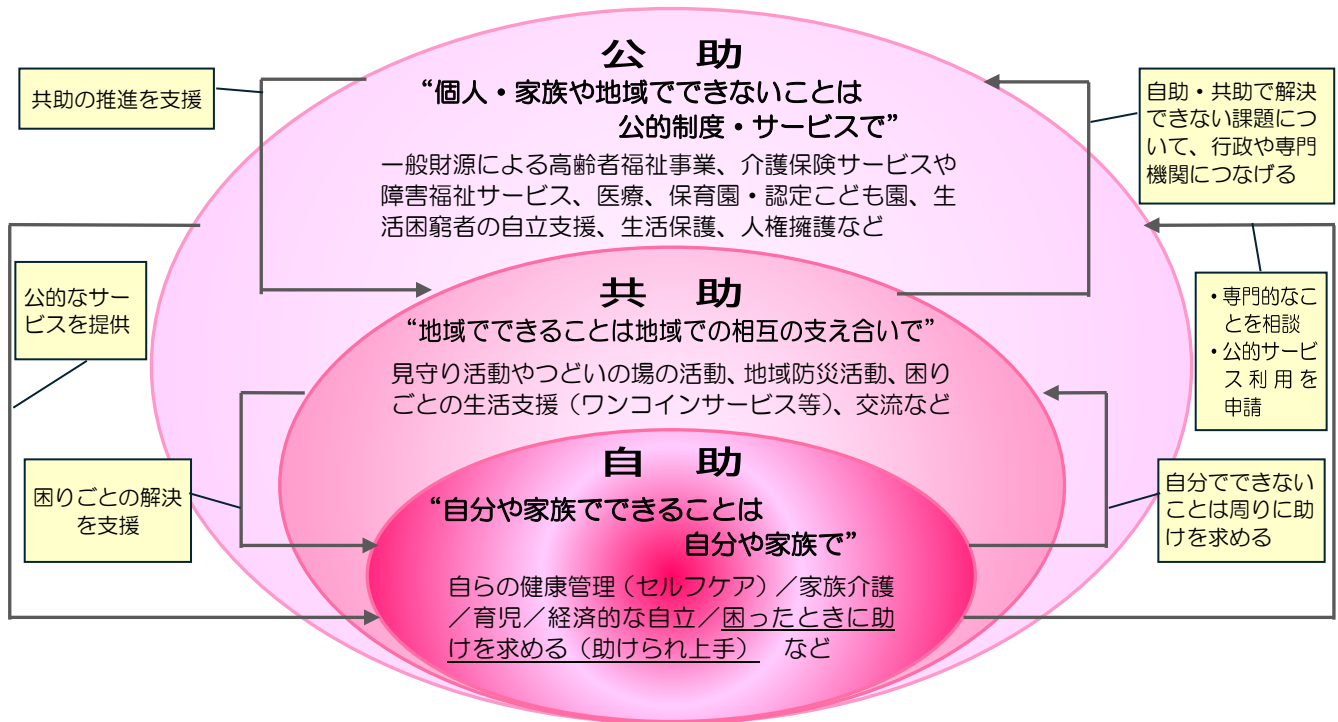 公　助
“個人・家族や地域でできないことは
公的制度・サービスで”
一般財源による高齢者福祉事業、介護保険サービスや
障害福祉サービス、医療、保育園・認定こども園、生
活困窮者の自立支援、生活保護、人権擁護など
共助の推進を支援
自助・共助で解決
できない課題につ
いて、行政や専門
機関につなげる
公的なサー
ビスを提供
・専門的なこ
とを相談
・公的サービ
ス利用を
申請
共　助
“地域でできることは地域での相互の支え合いで”
見守り活動やつどいの場の活動、地域防災活動、困り
ごとの生活支援（ワンコインサービス等）、交流など
困りごとの解決
を支援
自分でできない
ことは周りに助
けを求める
自　助
“自分や家族でできることは
自分や家族で”
自らの健康管理（セルフケア）／家族介護
／育児／経済的な自立／困ったときに助
けを求める（助けられ上手）　など